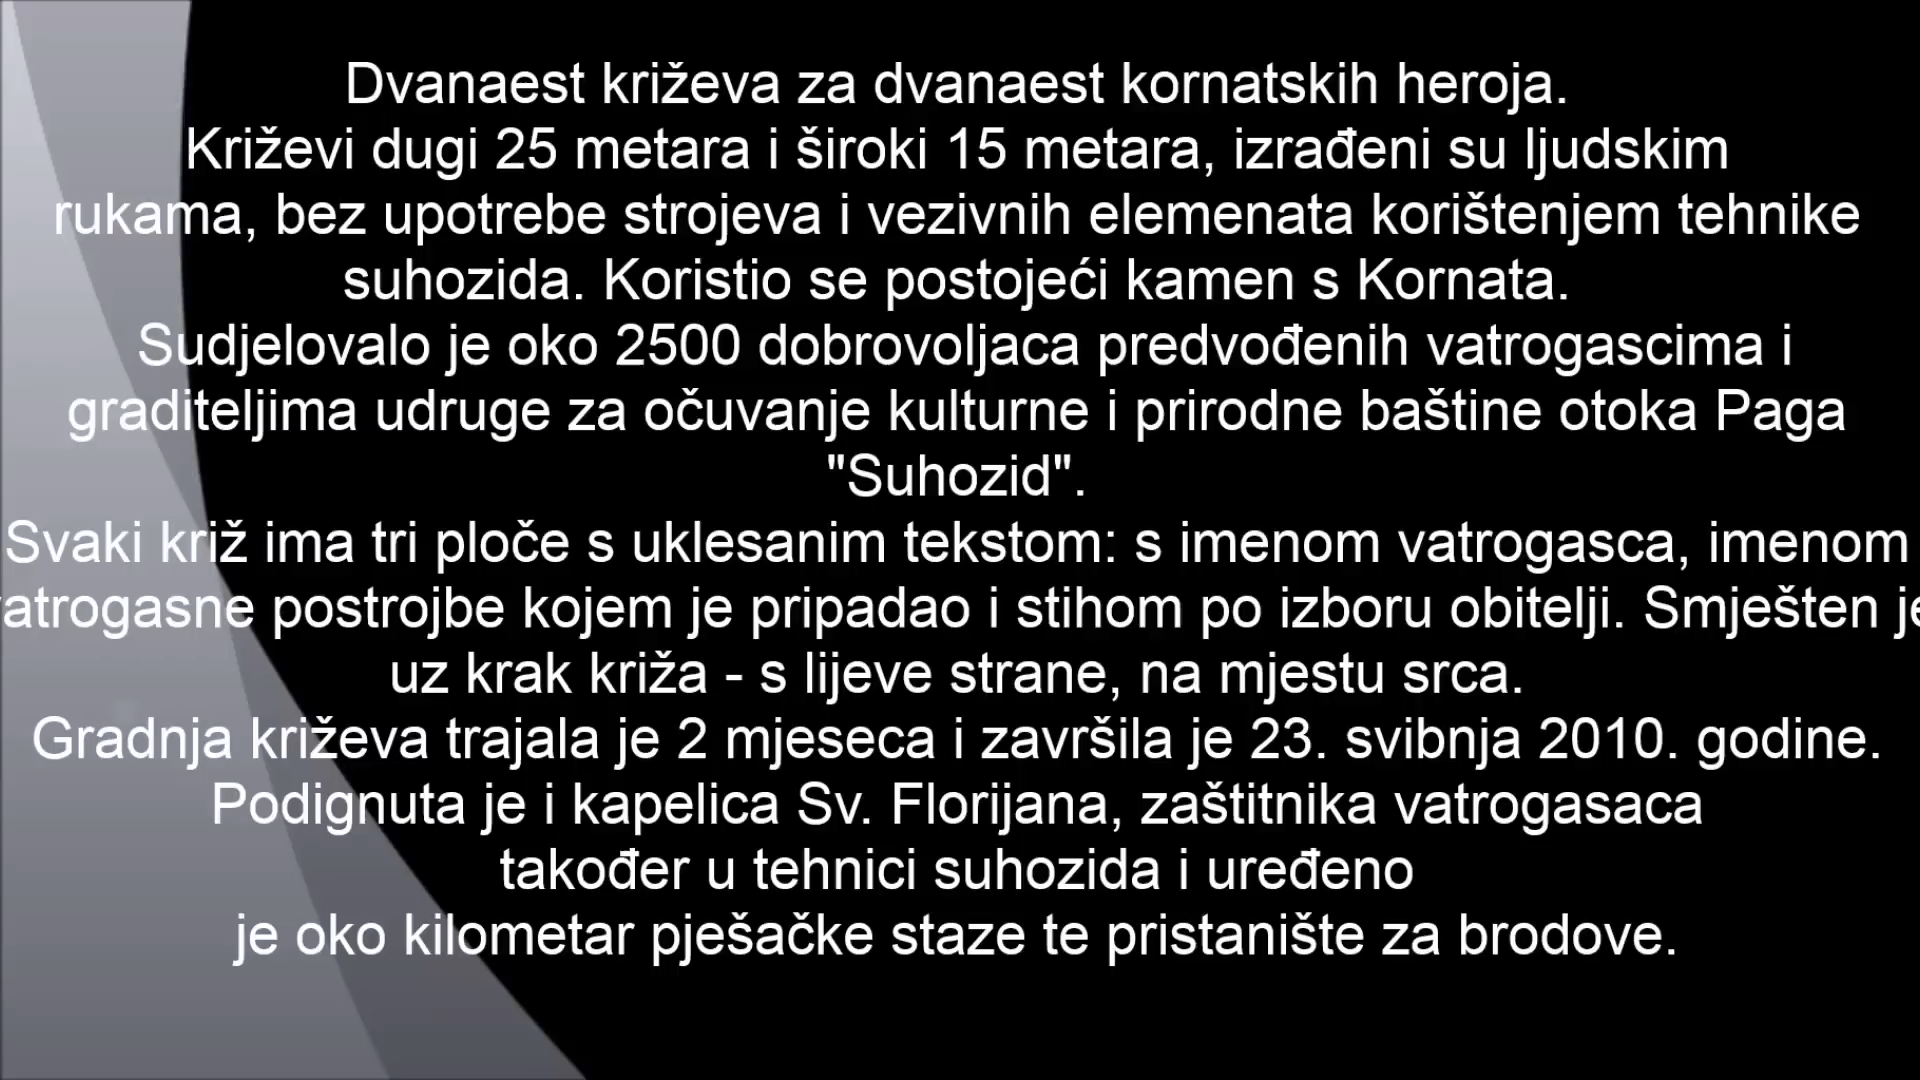 Dvanaest križeva za dvanaest kornatskih heroja.
Križevi dugi 25 metara i široki 15 metara, izrađeni su ljudskim
rukama, bez upotrebe strojeva i vezivnih elemenata korištenjem tehnike
suhozida. Koristio se postojeći kamen s Kornata.
Sudjelovalo je oko 2500 dobrovoljaca predvođenih vatrogascima i
graditeljima udruge za očuvanje kulturne i prirodne baštine otoka Paga
"Suhozid".
Svaki križ ima tri ploče s uklesanim tekstom: s imenom vatrogasca, imenom
vatrogasne postrojbe kojem je pripadao i stihom po izboru obitelji. Smješten je
uz krak križa - s lijeve strane, na mjestu srca.
Gradnja križeva trajala je 2 mjeseca i završila je 23. svibnja 2010. godine.
Podignuta je i kapelica Sv. Florijana, zaštitnika vatrogasaca
također u tehnici suhozida i uređeno
je oko kilometar pješačke staze te pristanište za brodove.